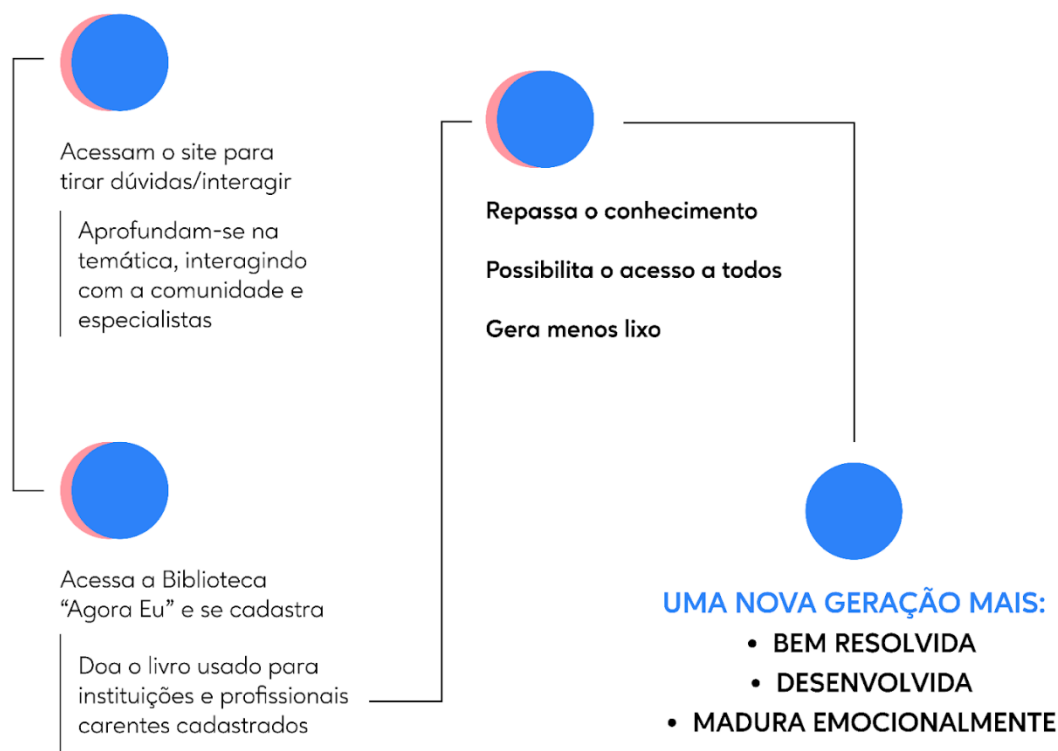 Acessam o site para
tirar dúvidas/interagir
Aprofundam-se na
temática, interagindo
com a comunidade e
especialistas
Acessa a Biblioteca
“Agora Eu” e se cadastra
Doa o livro usado para
instituições e profissionais
carentes cadastrados
Repassa o conhecimento
Possibilita o acesso a todos
Gera menos lixo
UMA NOVA GERAÇÃO MAIS:
• BEM RESOLVIDA
• DESENVOLVIDA
• MADURA EMOCIONALMENTE